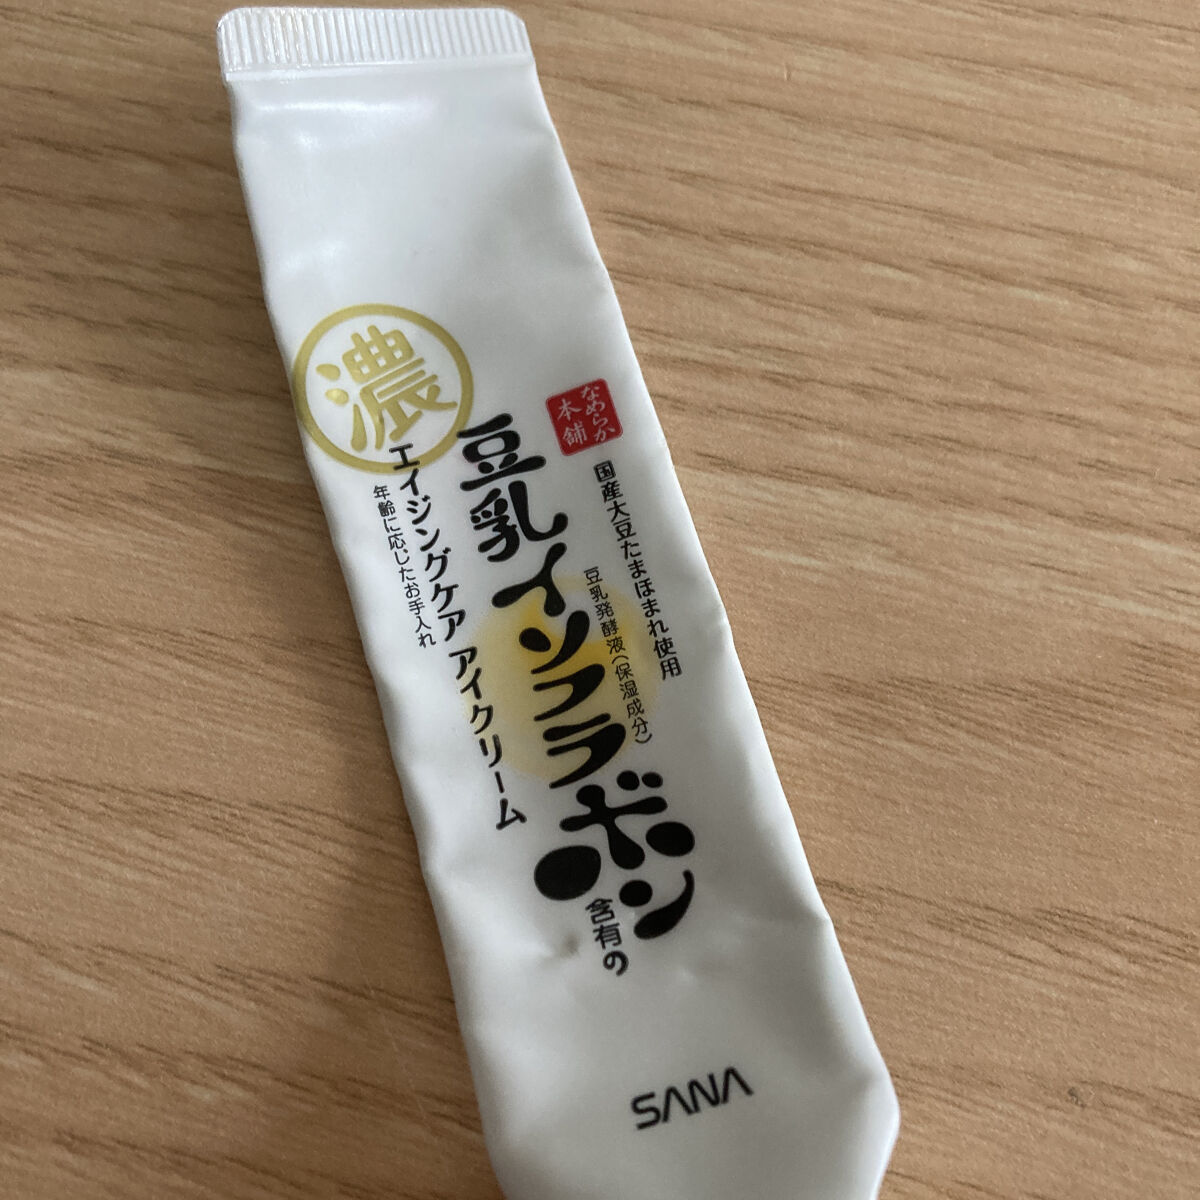 なめらか
本舗
国産大豆たまほまれ使用
豆乳発酵液(保湿成分)
豆乳イソフラボン
含有の
濃
エイジングケア アイクリーム
年齢に応じたお手入れ
SANA